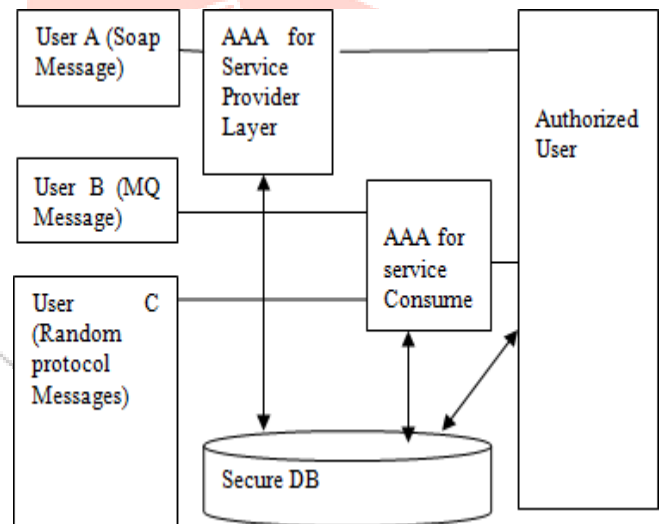 User A (Soap
Message)
AAA for
Service
Provider
Layer
Authorized
User
User B (MQ
Message)
AAA for
service
Consume
User C
(Random
protocol
Messages)
Secure DB